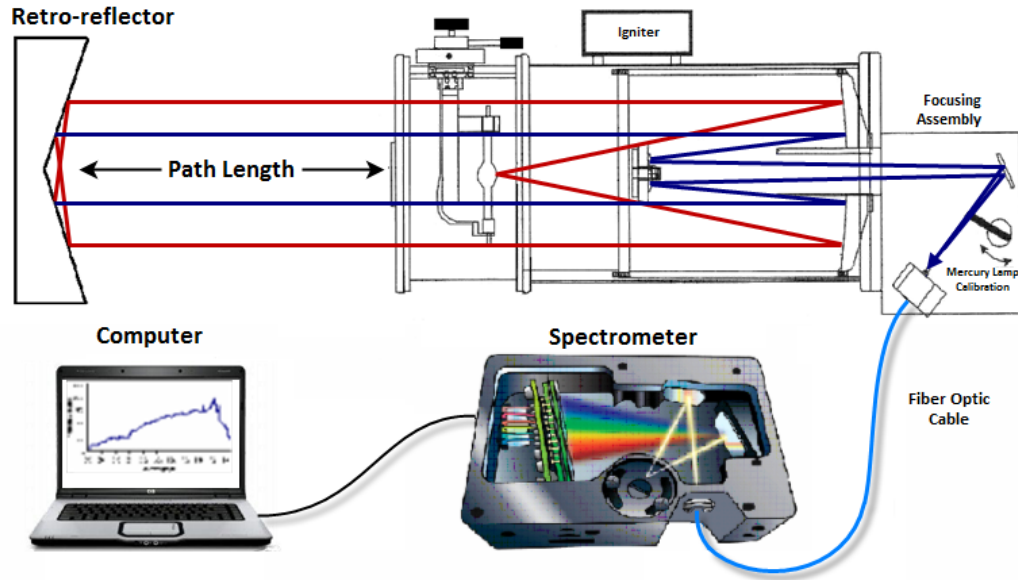 Retro-reflector
Igniter
Focusing
Assembly
Path Length
Mercury Lamp
Calibration
Computer
Spectrometer
Fiber Optic
Cable